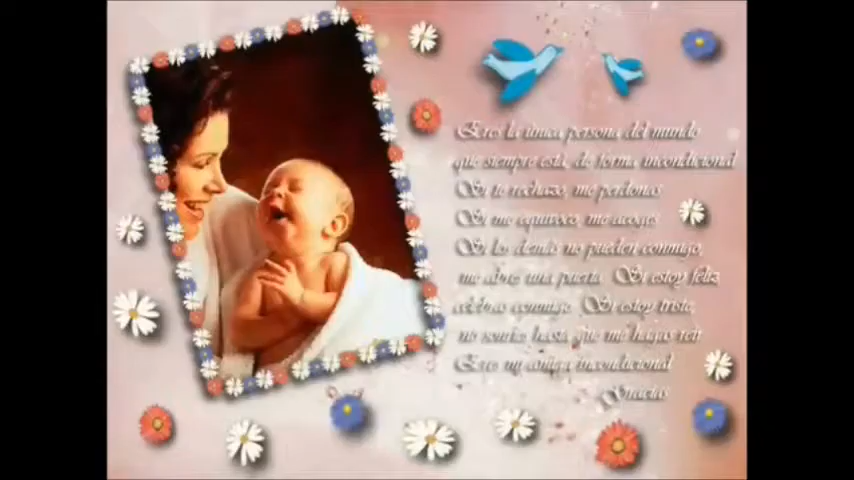 Eres la única persona del mundo
que siempre está, de forma incondicional
Si te rechazo, me perdonas
Si me equivoco, me acoges
Si los demás no pueden conmigo,
me abres una puerta. Si estoy feliz
celebras conmigo. Si estoy triste,
no sonríes hasta que me hagas reír
Eres mi amiga incondicional
Gracias